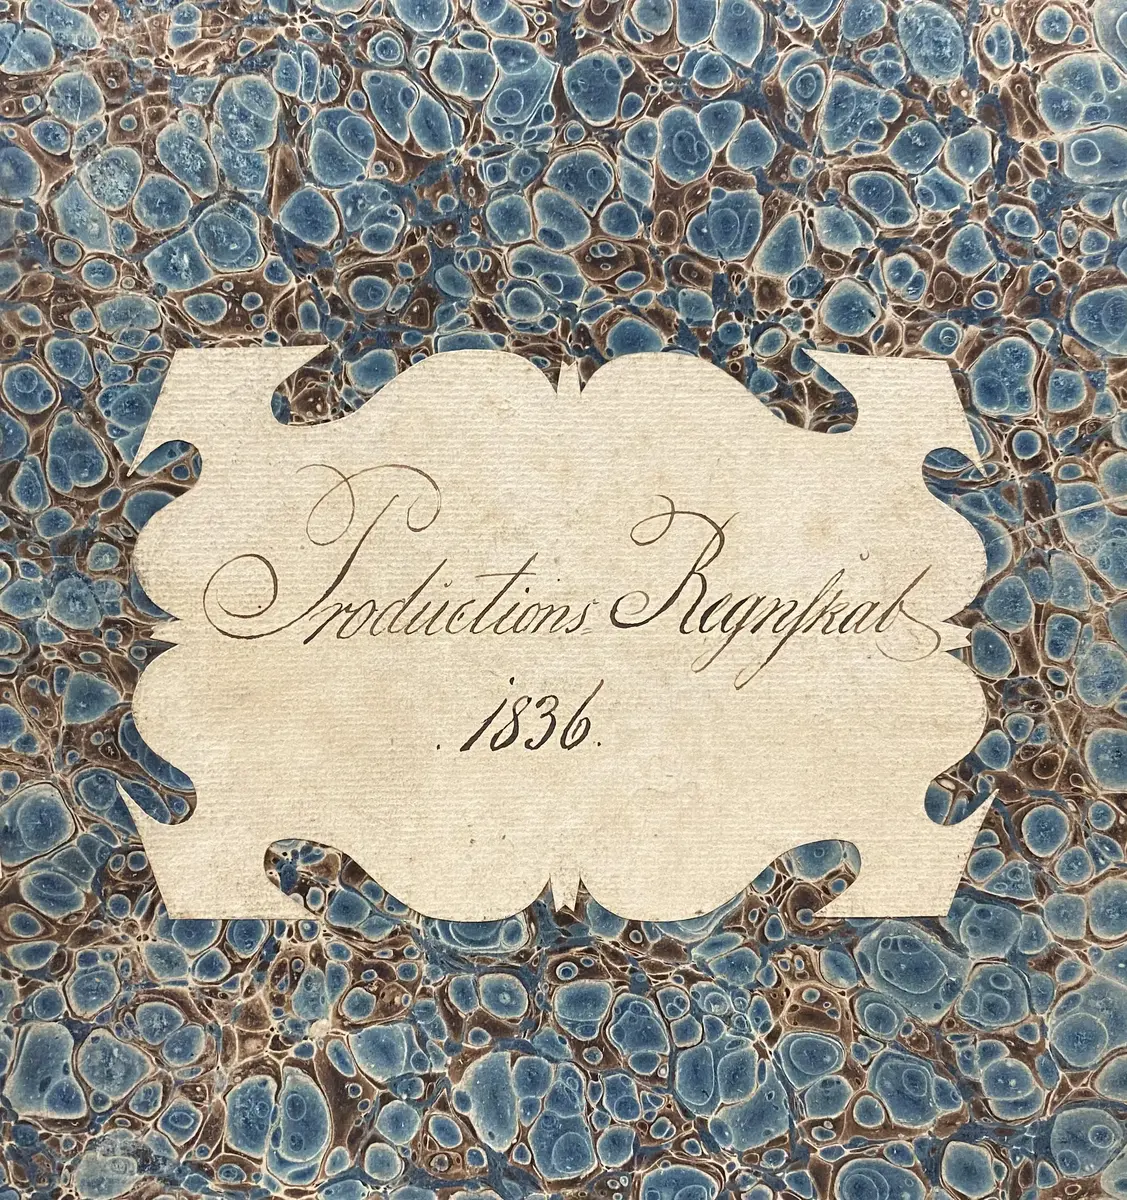 Productions Regnſkab
. 1836.